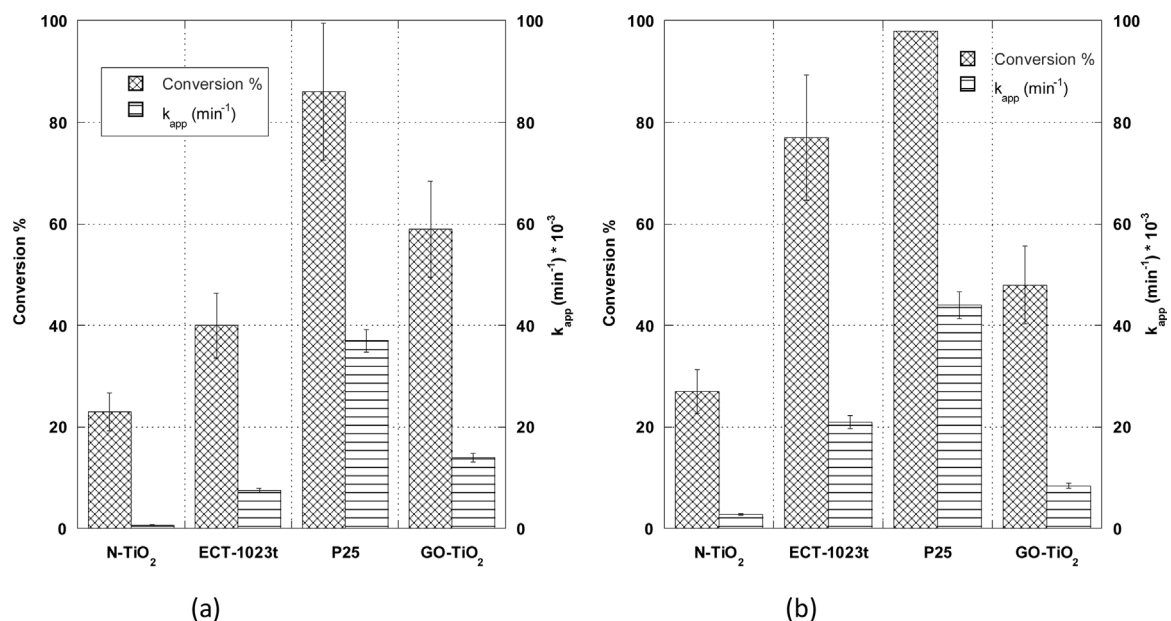 100
80
60
40
20
0
Conversion %
Conversion %
k_app (min⁻¹)
100
80
60
40
20
0
k_app (min⁻¹) * 10⁻³
N-TiO₂ ECT-1023t P25 GO-TiO₂
(a)
100
80
60
40
20
0
Conversion %
Conversion %
k_app (min⁻¹)
100
80
60
40
20
0
k_app (min⁻¹) * 10⁻³
N-TiO₂ ECT-1023t P25 GO-TiO₂
(b)